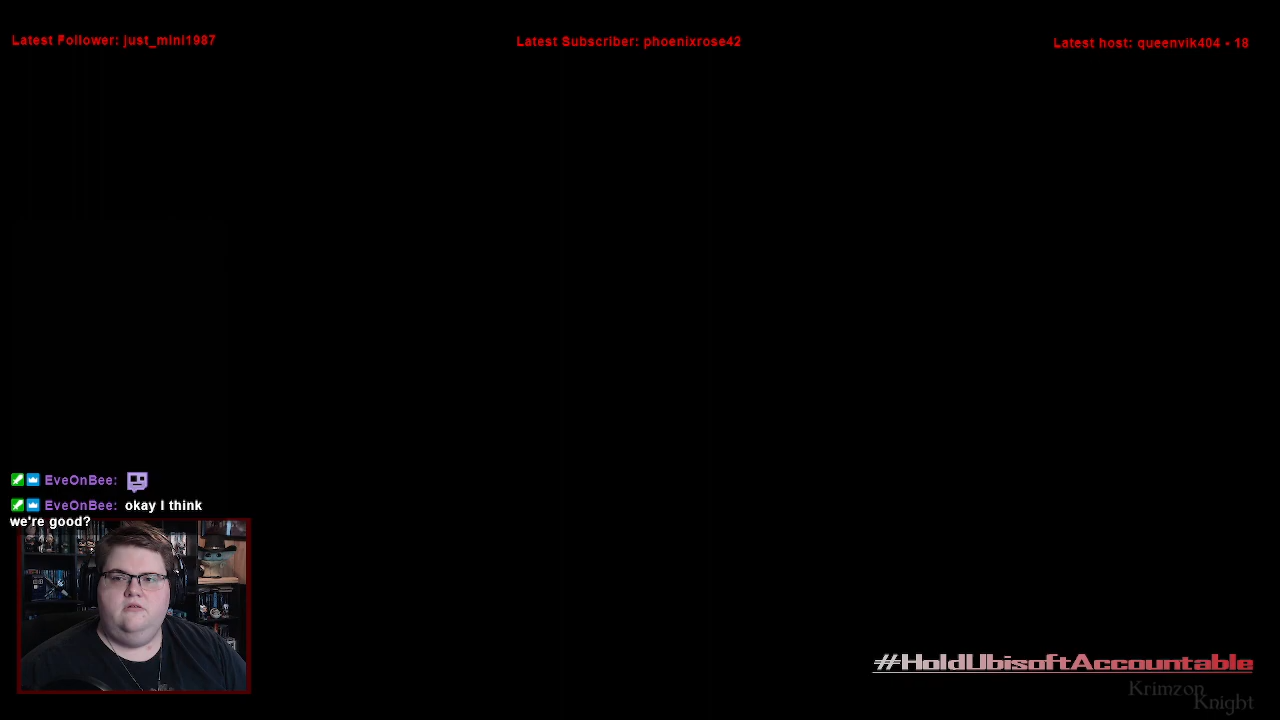 Latest Follower: just_mini1987
Latest Subscriber: phoenixrose42
Latest host: queenvik404 - 18
EveOnBee:
EveOnBee: okay I think
we're good?
#HoldUbisoftAccountable
Krimzon
Knight